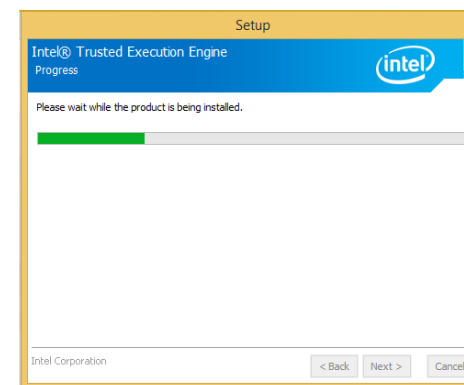 Setup
Intel® Trusted Execution Engine
Progress
intel
Please wait while the product is being installed.
Intel Corporation
< Back Next > Cancel